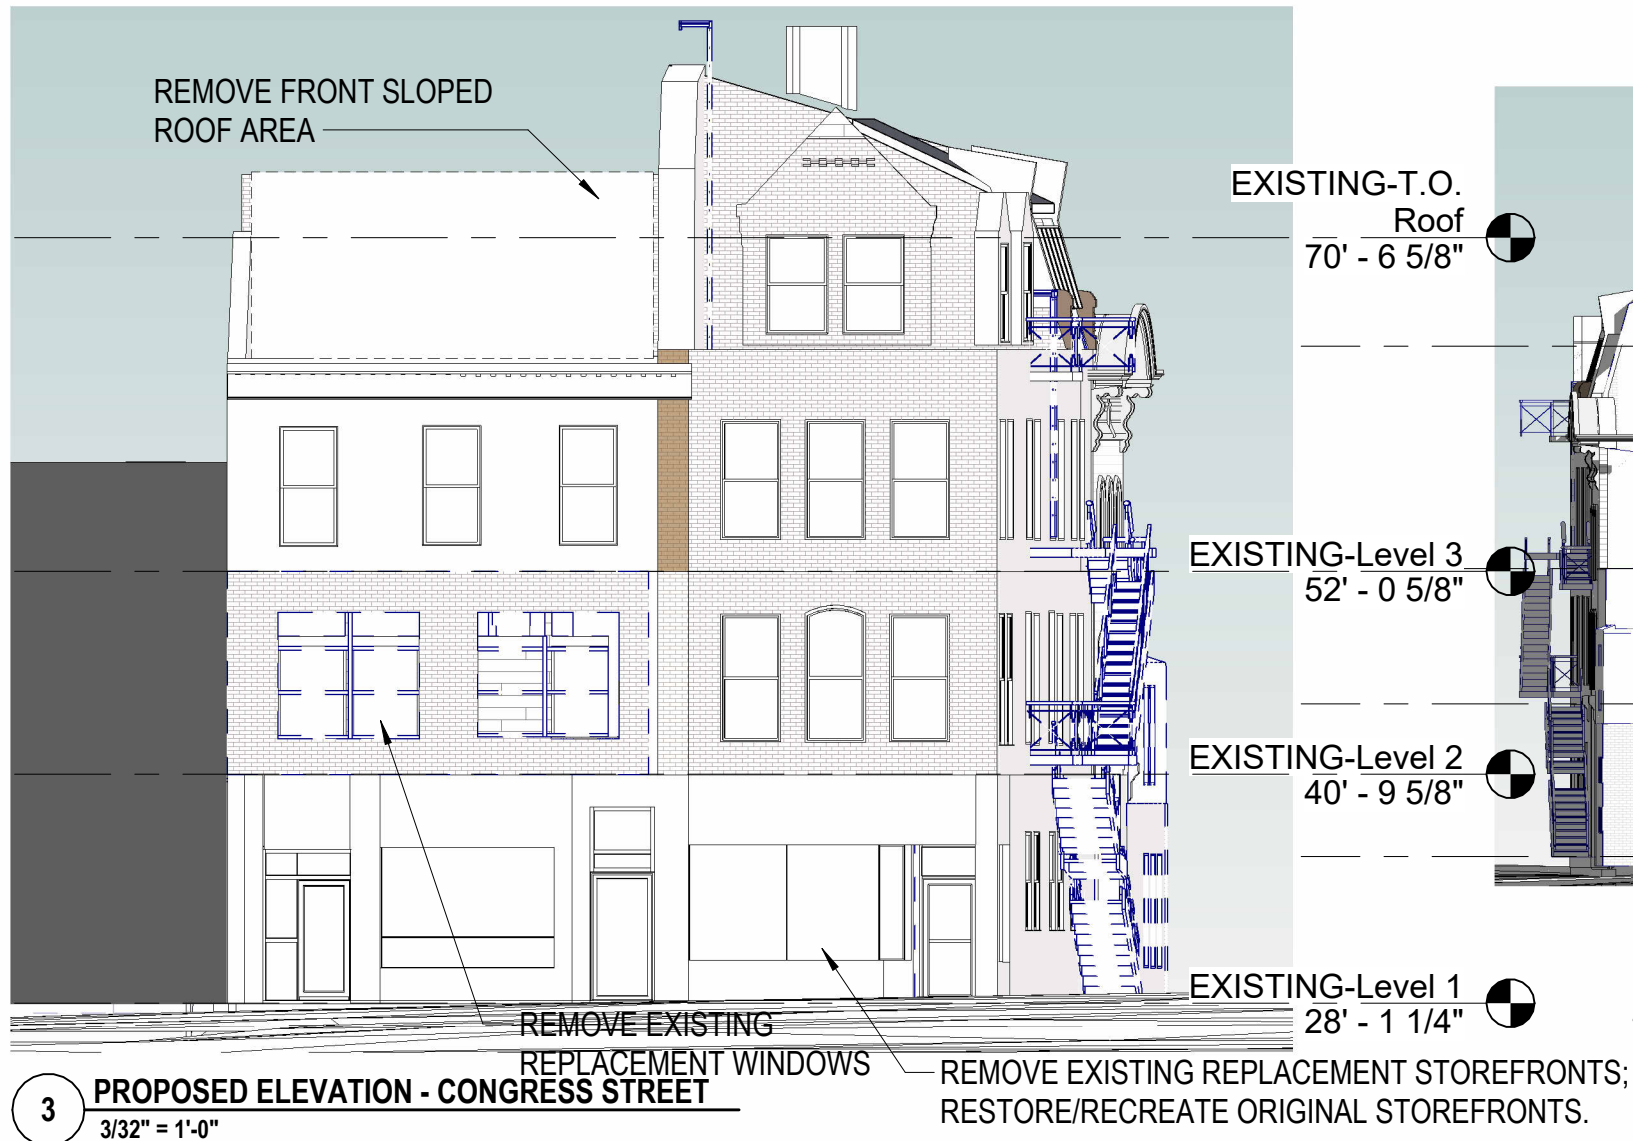 REMOVE FRONT SLOPED
ROOF AREA
EXISTING-T.O.
Roof
70' - 6 5/8"
EXISTING-Level 3
52' - 0 5/8"
EXISTING-Level 2
40' - 9 5/8"
EXISTING-Level 1
28' - 1 1/4"
REMOVE EXISTING
REPLACEMENT WINDOWS
REMOVE EXISTING REPLACEMENT STOREFRONTS;
RESTORE/RECREATE ORIGINAL STOREFRONTS.
3
PROPOSED ELEVATION - CONGRESS STREET
3/32" = 1'-0"